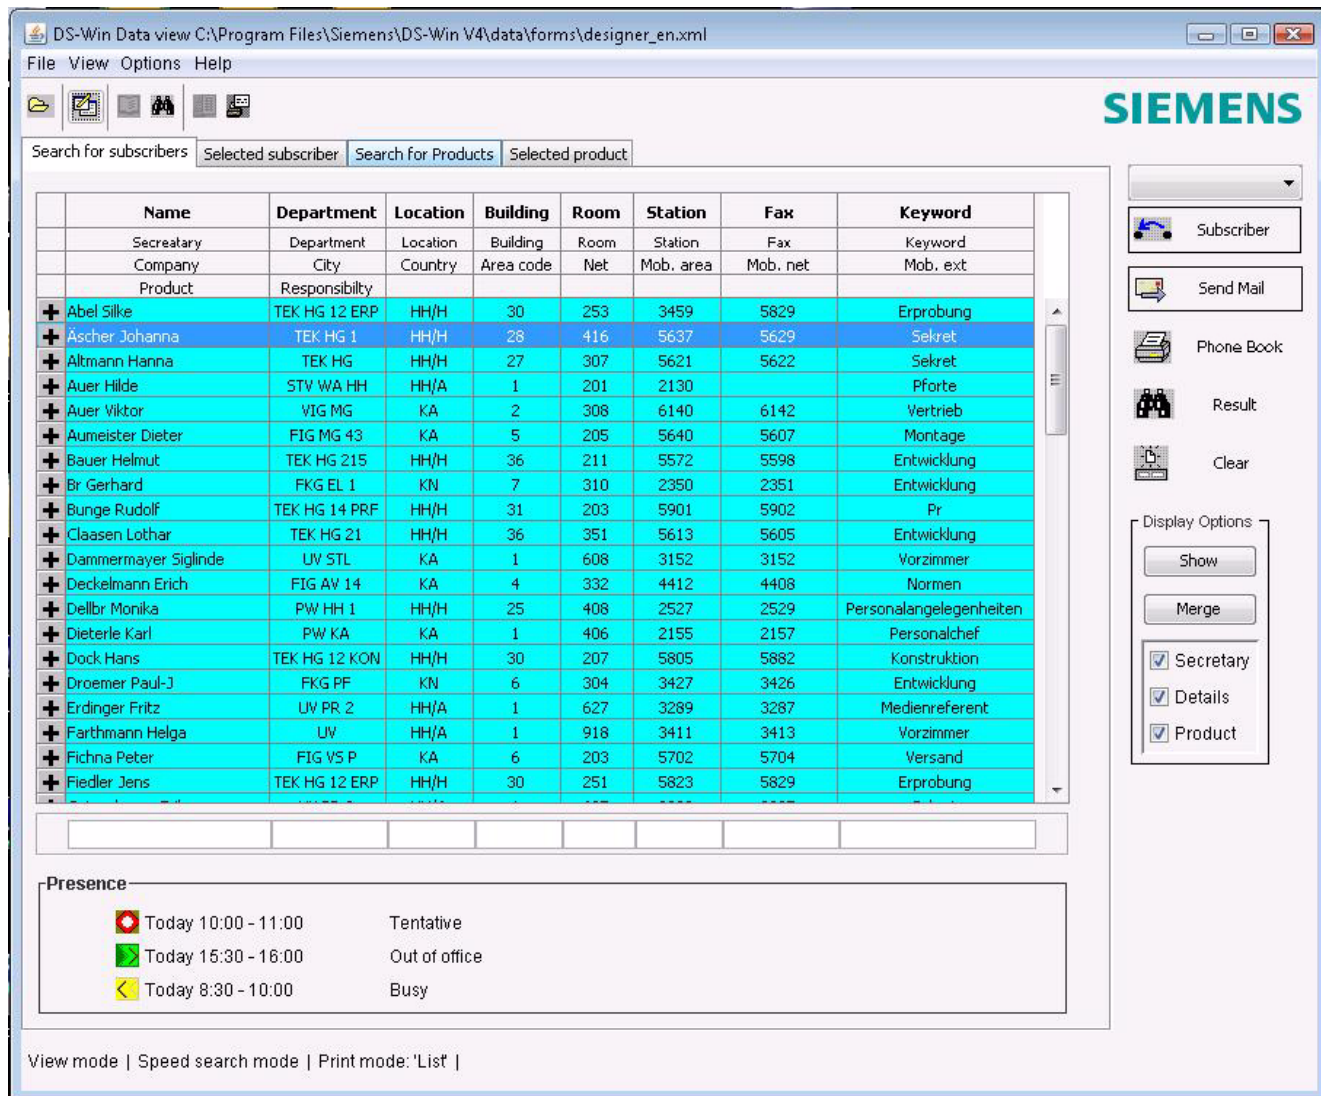 DS-Win Data view C:\Program Files\Siemens\DS-Win V4\data\forms\designer_en.xml
File View Options Help
SIEMENS
Search for subscribers Selected subscriber Search for Products Selected product
Name Department Location Building Room Station Fax Keyword
Secreatary Department Location Building Room Station Fax Keyword
Company City Country Area code Net Mob. area Mob. net Mob. ext
Product Responsibilty
Abel Silke TEK HG 12 ERP HH/H 30 253 3459 5829 Erprobung
Äscher Johanna TEK HG 1 HH/H 28 416 5637 5629 Sekret
Altmann Hanna TEK HG HH/H 27 307 5621 5622 Sekret
Auer Hilde STV WA HH HH/A 1 201 2130 Pforte
Auer Viktor VIG MG KA 2 308 6140 6142 Vertrieb
Aumeister Dieter FIG MG 43 KA 5 205 5640 5607 Montage
Bauer Helmut TEK HG 215 HH/H 36 211 5572 5598 Entwicklung
Br Gerhard FKG EL 1 KN 7 310 2350 2351 Entwicklung
Bunge Rudolf TEK HG 14 PRF HH/H 31 203 5901 5902 Pr
Claasen Lothar TEK HG 21 HH/H 36 351 5613 5605 Entwicklung
Dammermayer Siglinde UV STL KA 1 608 3152 3152 Vorzimmer
Deckelmann Erich FIG AV 14 KA 4 332 4412 4408 Normen
Dellbr Monika PW HH 1 HH/H 25 408 2527 2529 Personalangelegenheiten
Dieterle Karl PW KA KA 1 406 2155 2157 Personalchef
Dock Hans TEK HG 12 KON HH/H 30 207 5805 5882 Konstruktion
Droemer Paul-J FKG PF KN 6 304 3427 3426 Entwicklung
Erdinger Fritz UV PR 2 HH/A 1 627 3289 3287 Medienreferent
Farthmann Helga UV HH/A 1 918 3411 3413 Vorzimmer
Fichna Peter FIG VS P KA 6 203 5702 5704 Versand
Fiedler Jens TEK HG 12 ERP HH/H 30 251 5823 5829 Erprobung
Presence
Today 10:00 - 11:00 Tentative
Today 15:30 - 16:00 Out of office
Today 8:30 - 10:00 Busy
Subscriber
Send Mail
Phone Book
Result
Clear
Display Options
Show
Merge
Secretary
Details
Product
View mode | Speed search mode | Print mode: 'List' |